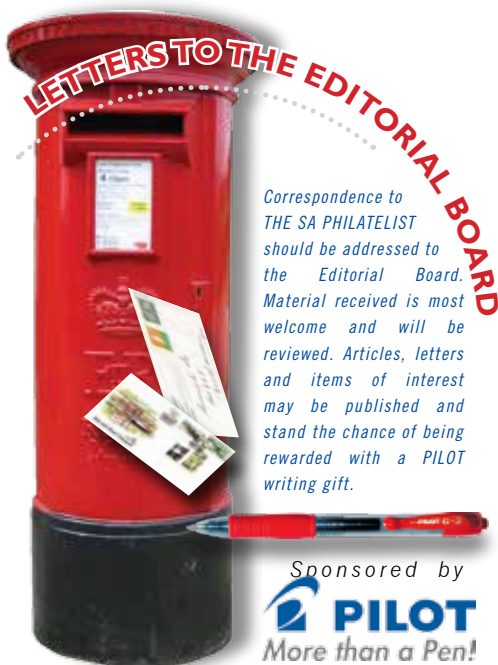 LETTERS TO THE EDITORIAL BOARD
Correspondence to
THE SA PHILATELIST
should be addressed to
the Editorial Board.
Material received is most
welcome and will be
reviewed. Articles, letters
and items of interest
may be published and
stand the chance of being
rewarded with a PILOT
writing gift.
Sponsored by
PILOT
More than a Pen!